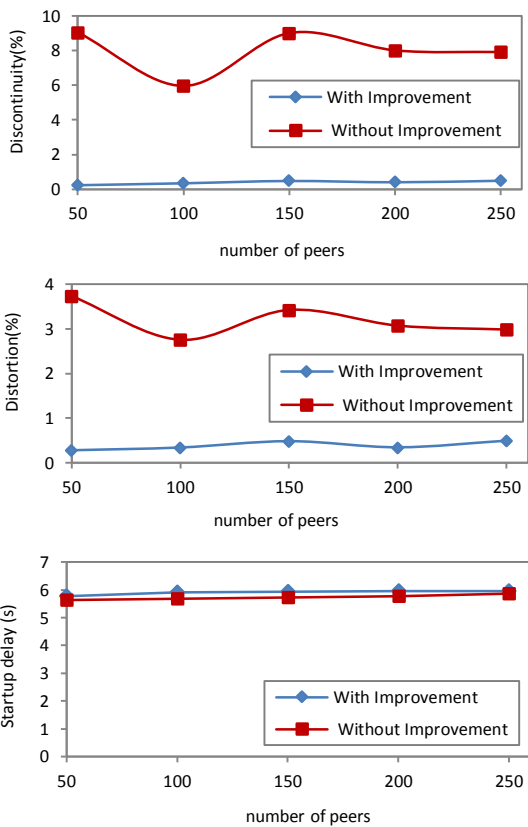 10
8
6
4
2
0
Discontinuity(%)
With Improvement
Without Improvement
50 100 150 200 250
number of peers
4
3
2
1
0
Distortion(%)
With Improvement
Without Improvement
50 100 150 200 250
number of peers
7
6
5
4
3
2
1
0
Startup delay (s)
With Improvement
Without Improvement
50 100 150 200 250
number of peers